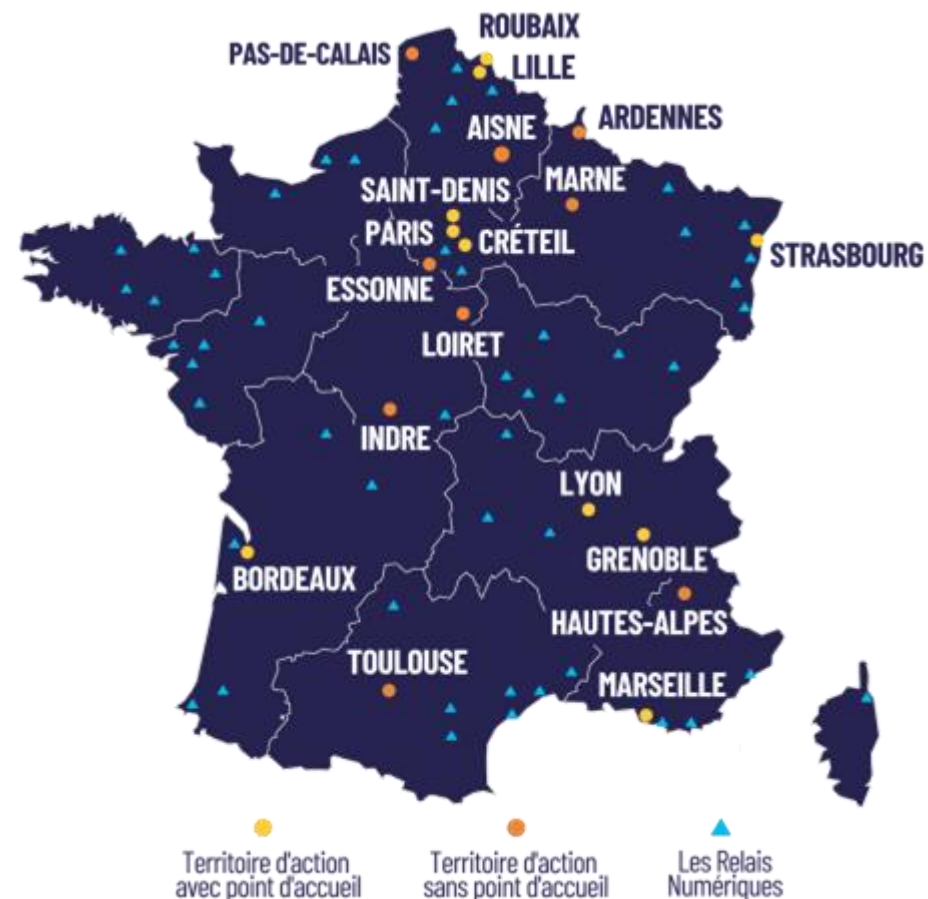 ROUBAIX
PAS-DE-CALAIS
LILLE
AISNE
ARDENNES
SAINT-DENIS
MARNE
PARIS
CRÉTEIL
STRASBOURG
ESSONNE
LOIRET
INDRE
LYON
GRENOBLE
BORDEAUX
HAUTES-ALPES
TOULOUSE
MARSEILLE
Territoire d'action
avec point d'accueil
Territoire d'action
sans point d'accueil
Les Relais
Numériques